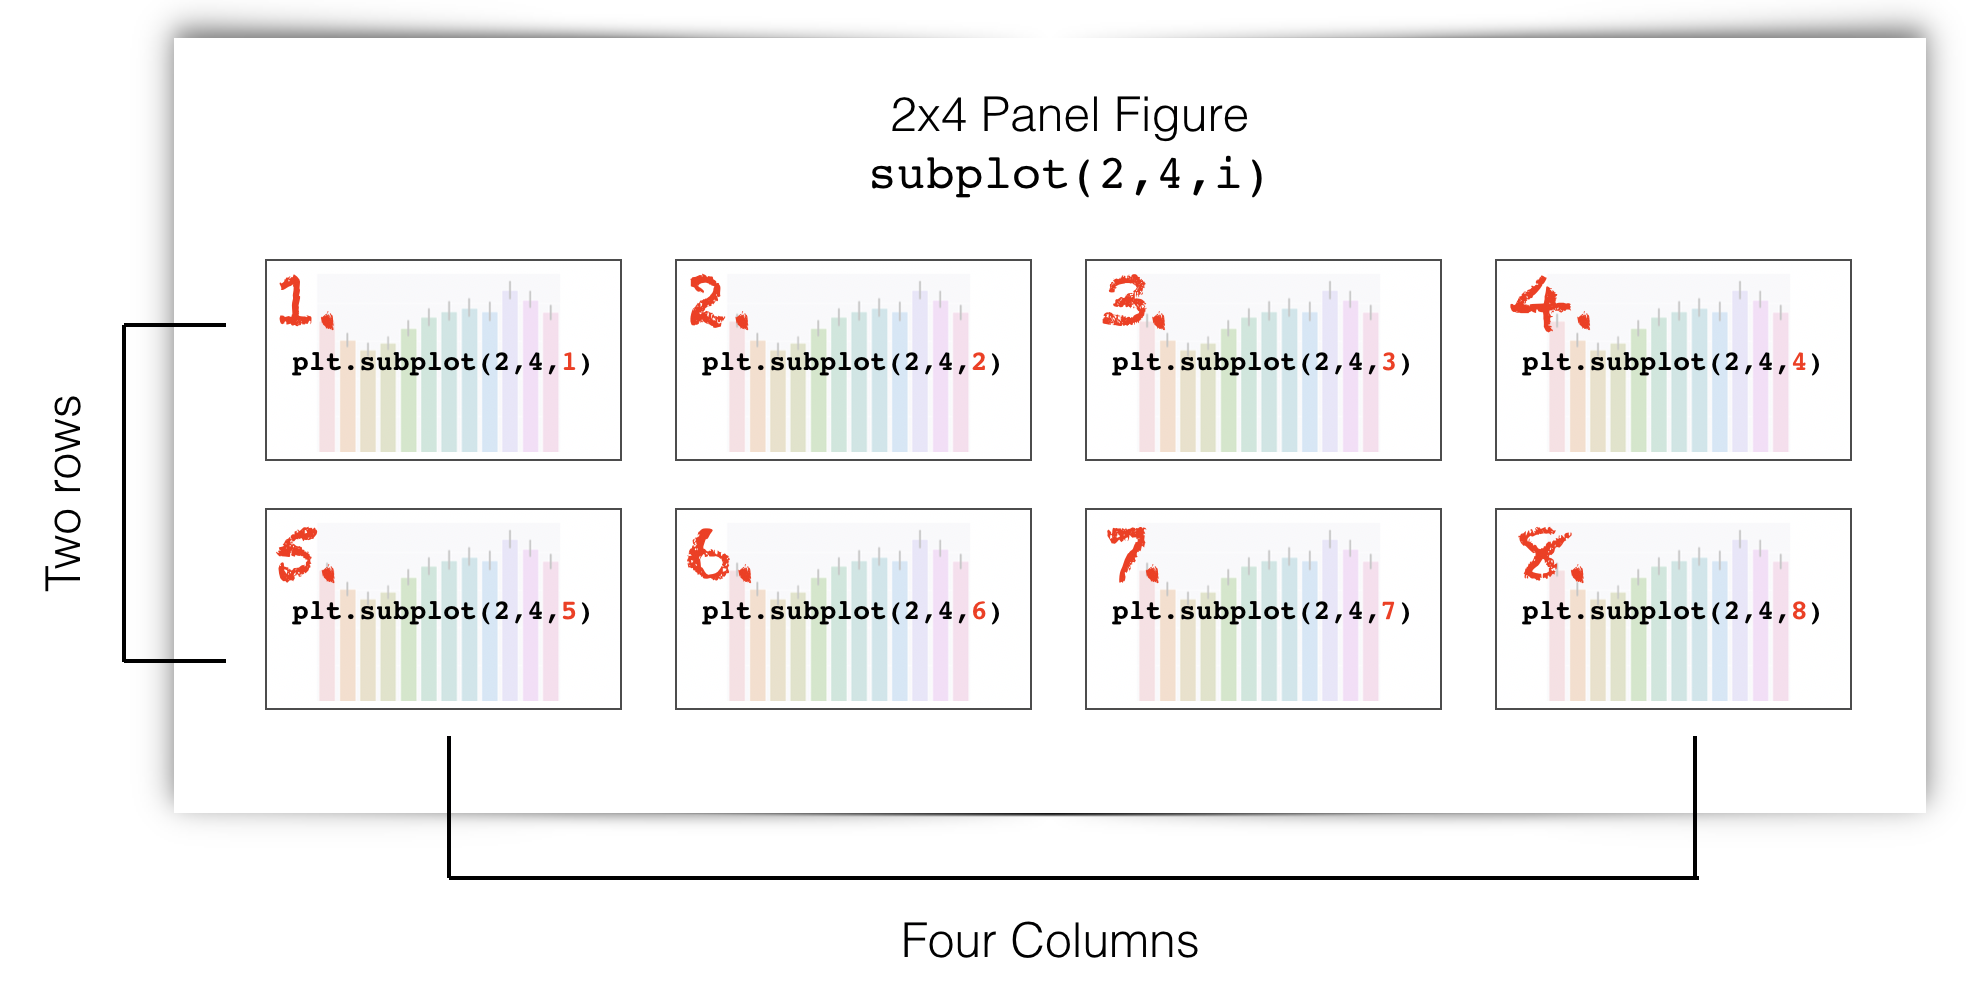 2x4 Panel Figure
subplot(2,4,i)
1.
plt.subplot(2,4,1)
2.
plt.subplot(2,4,2)
3.
plt.subplot(2,4,3)
4.
plt.subplot(2,4,4)
Two rows
5.
plt.subplot(2,4,5)
6.
plt.subplot(2,4,6)
7.
plt.subplot(2,4,7)
8.
plt.subplot(2,4,8)
Four Columns